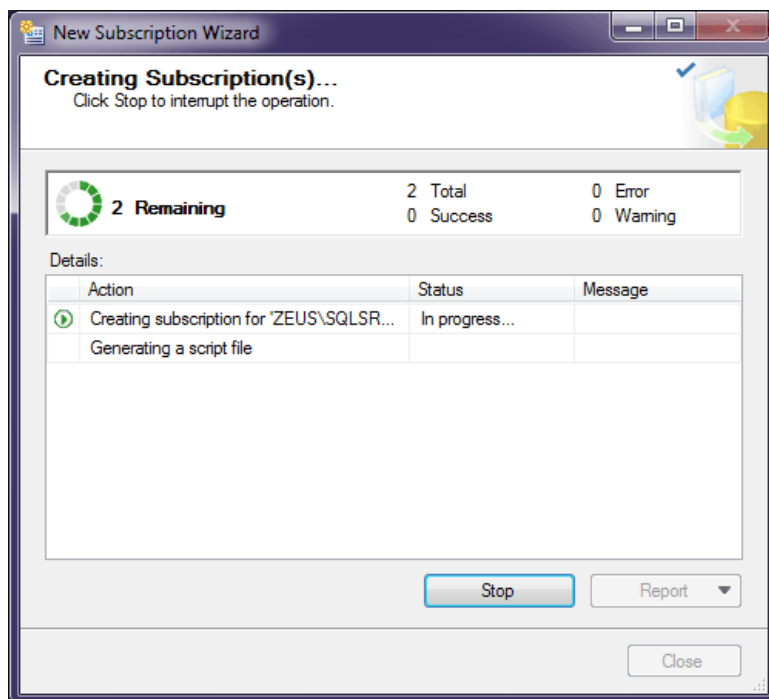 New Subscription Wizard
Creating Subscription(s)...
Click Stop to interrupt the operation.
2 Remaining
2 Total
0 Error
0 Success
0 Warning
Details:
Action Status Message
Creating subscription for 'ZEUS\SQLSR... In progress...
Generating a script file
Stop Report
Close